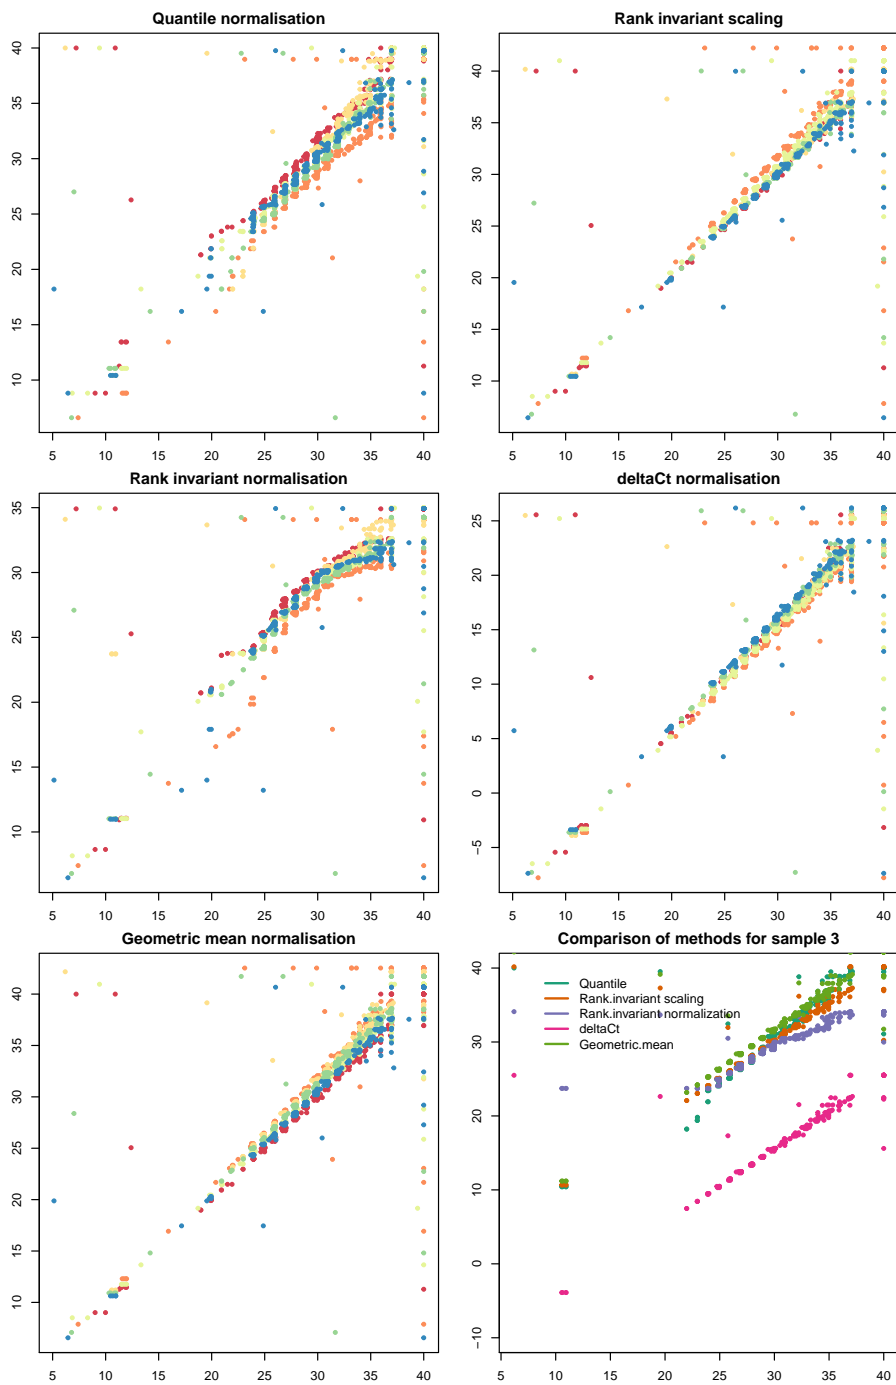 Quantile normalisation
40
35
30
25
20
15
10
5 10 15 20 25 30 35 40
Rank invariant scaling
40
35
30
25
20
15
10
5 10 15 20 25 30 35 40
Rank invariant normalisation
35
30
25
20
15
10
5 10 15 20 25 30 35 40
deltaCt normalisation
25
20
15
10
5
0
−5
5 10 15 20 25 30 35 40
Geometric mean normalisation
40
35
30
25
20
15
10
5 10 15 20 25 30 35 40
Comparison of methods for sample 3
40
30
20
10
0
−10
Quantile
Rank.invariant scaling
Rank.invariant normalization
deltaCt
Geometric.mean
5 10 15 20 25 30 35 40